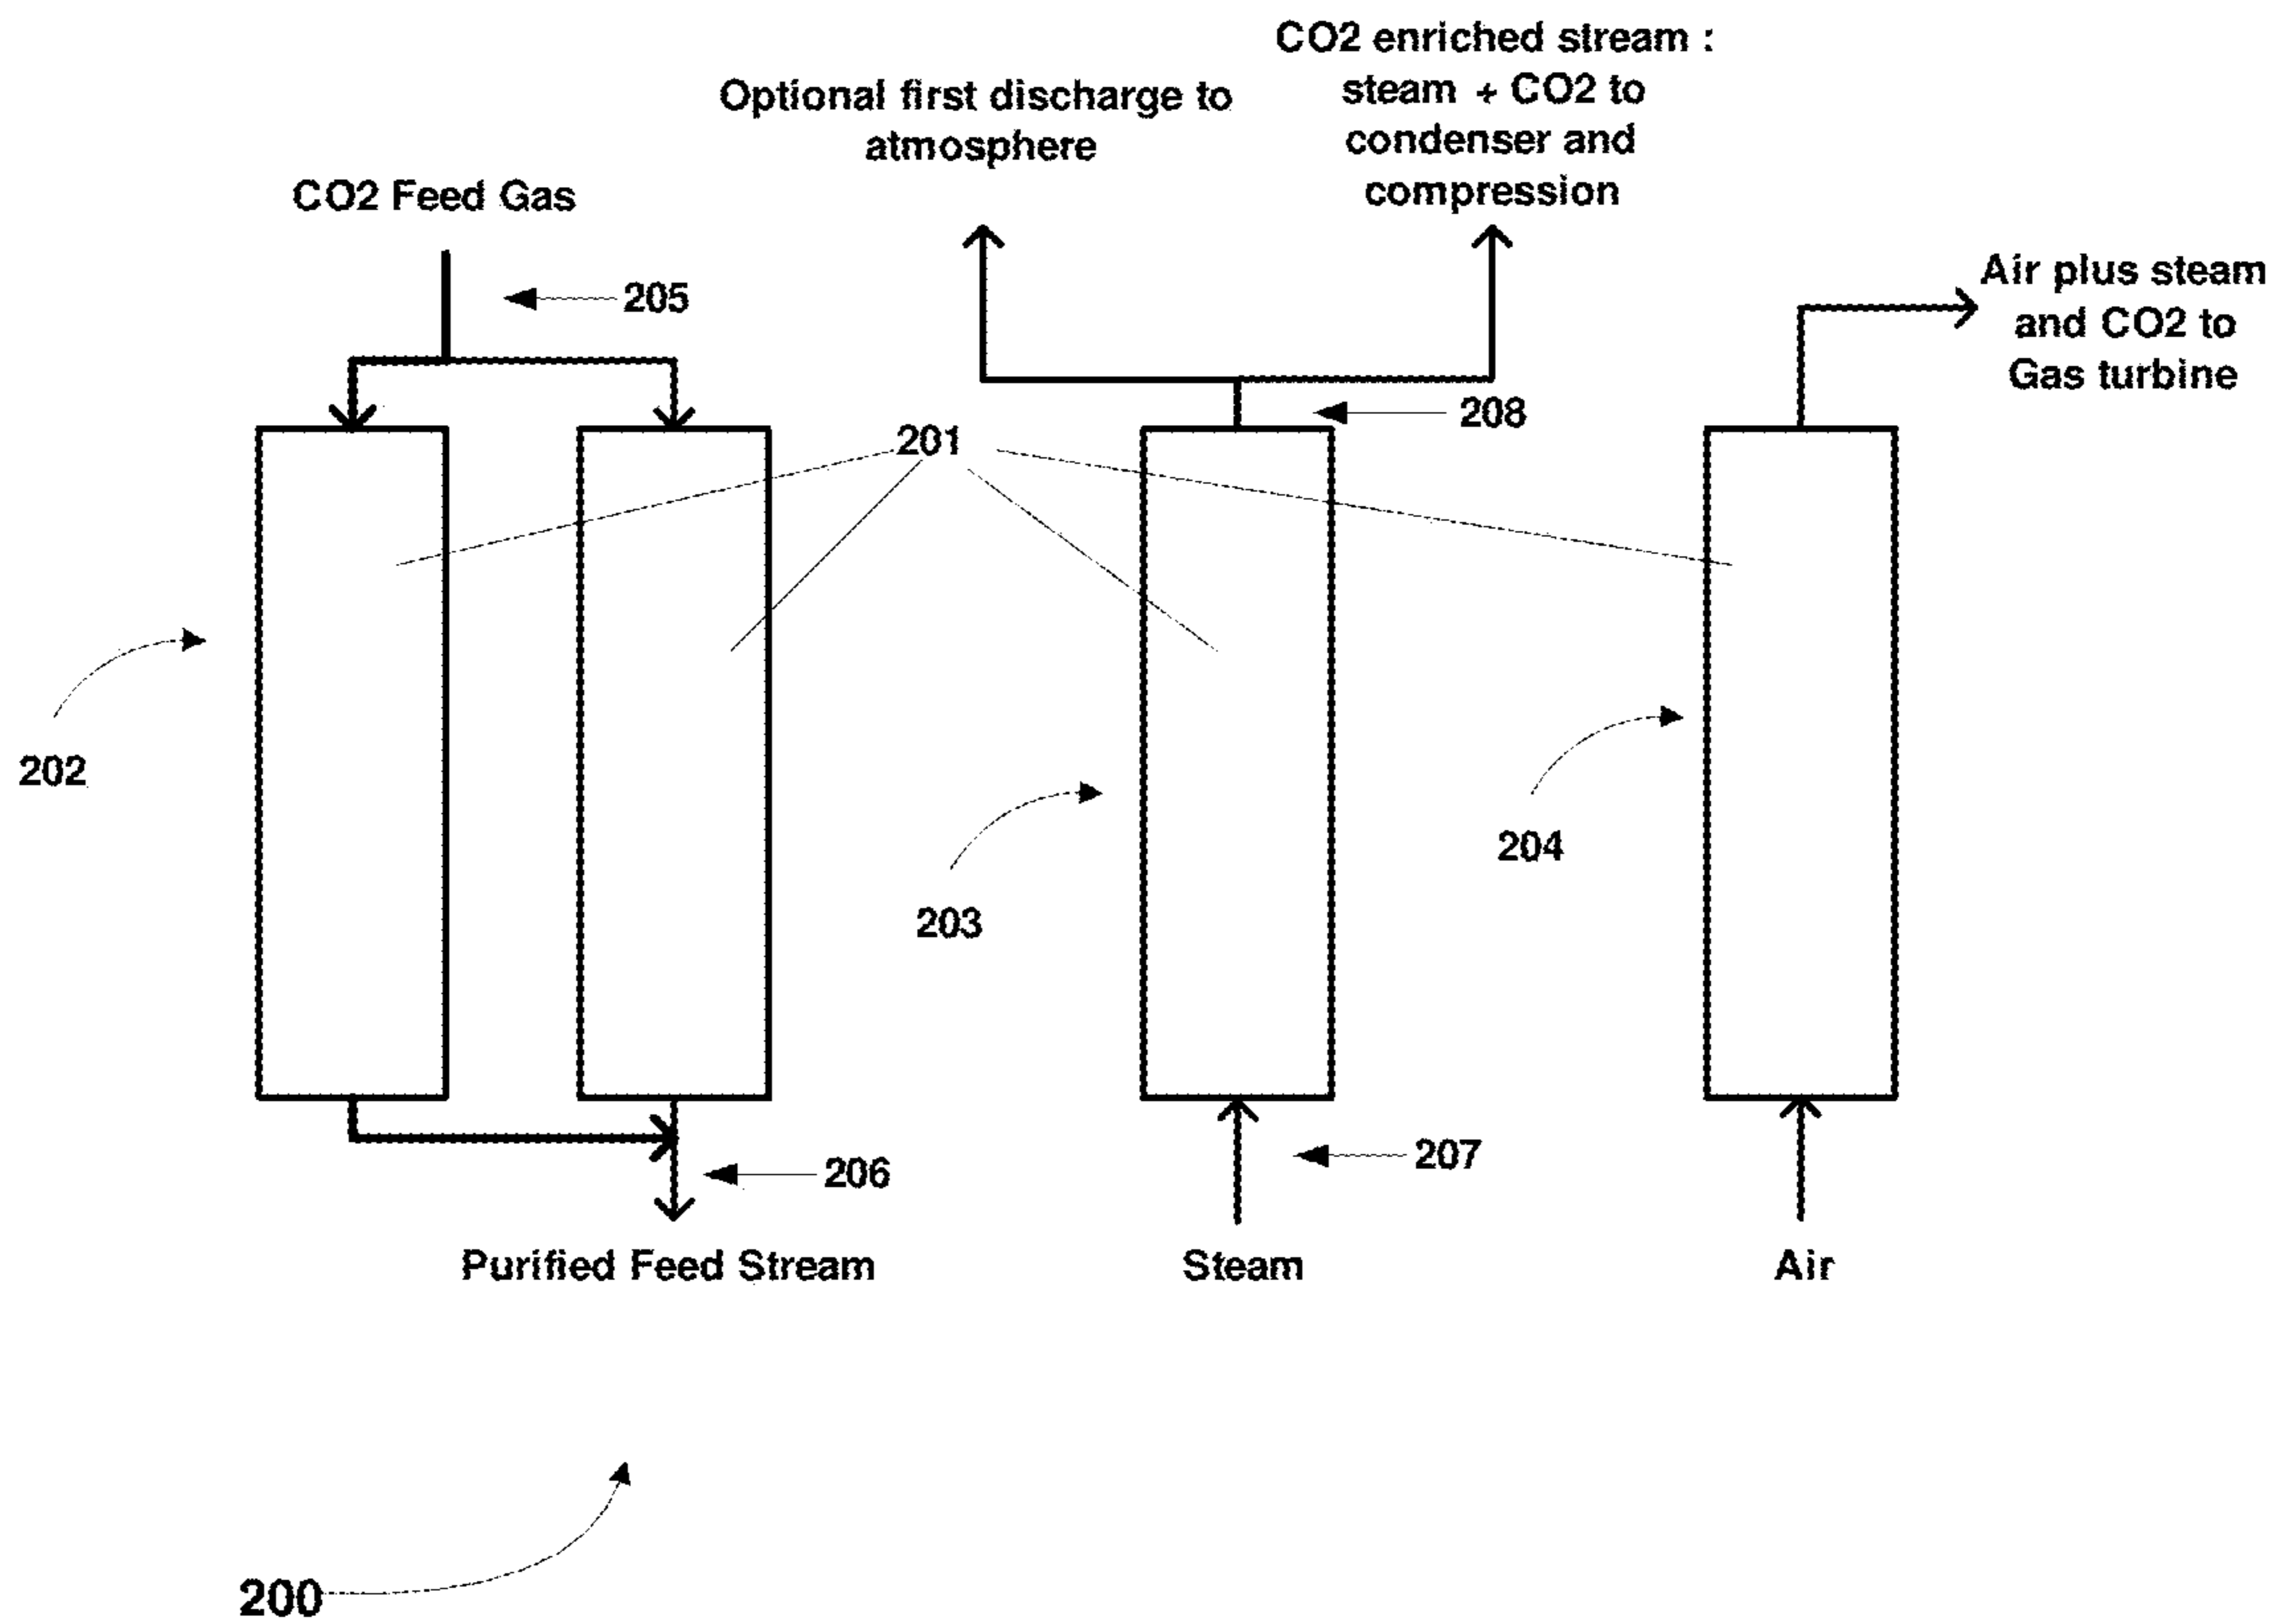 CO2 enriched stream :
steam + CO2 to
condenser and
compression
Optional first discharge to
atmosphere
CO2 Feed Gas
Air plus steam
and CO2 to
Gas turbine
205
208
201
202
204
203
206
207
Purified Feed Stream
Steam
Air
200